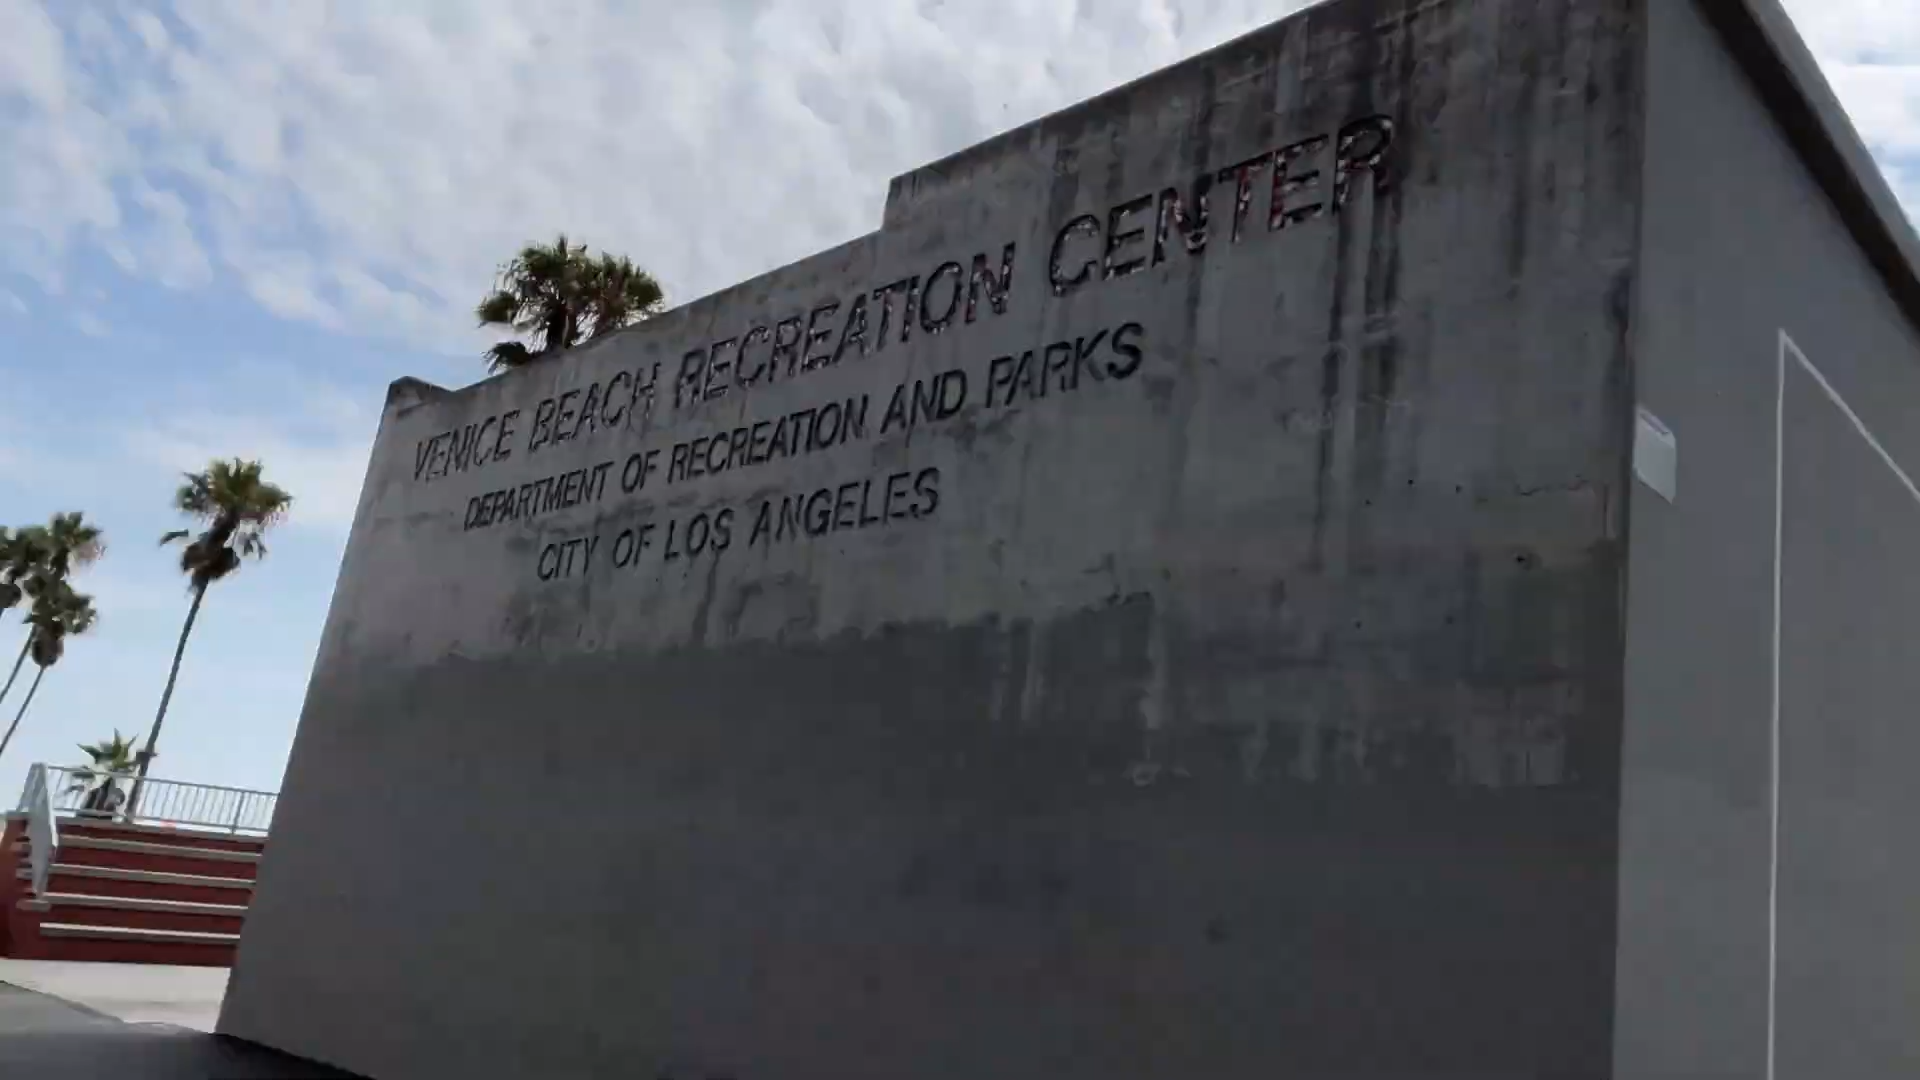 VENICE BEACH RECREATION CENTER
DEPARTMENT OF RECREATION AND PARKS
CITY OF LOS ANGELES